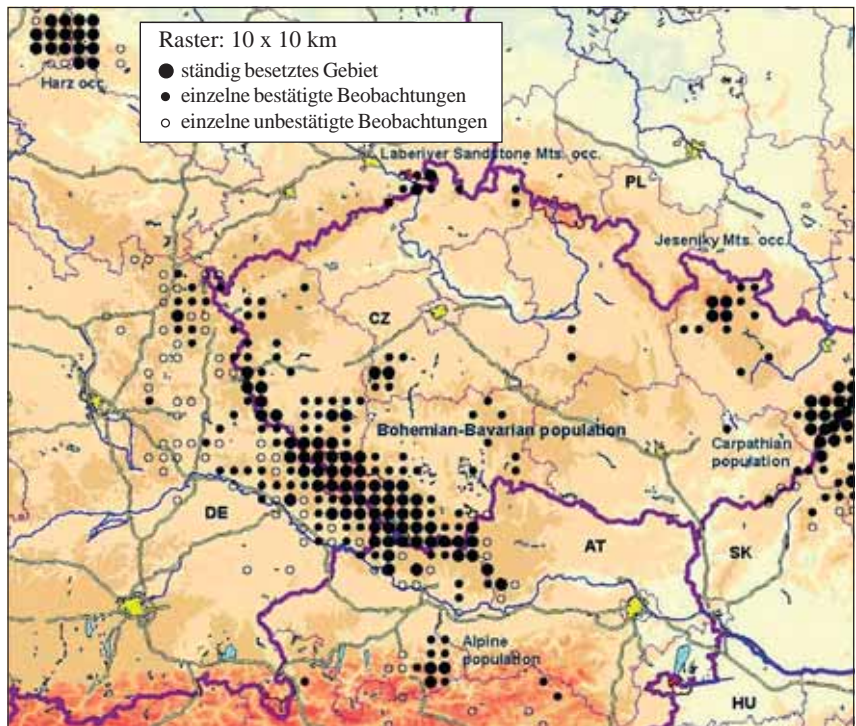 Raster: 10 x 10 km
ständig besetztes Gebiet
einzelne bestätigte Beobachtungen
einzelne unbestätigte Beobachtungen
Harz occ.
Laberiver Sandstone Mts. occ.
PL
Jeseniky Mts. occ.
CZ
Bohemian-Bavarian population
Carpathian
population
DE
AT
SK
Alpine
population
HU